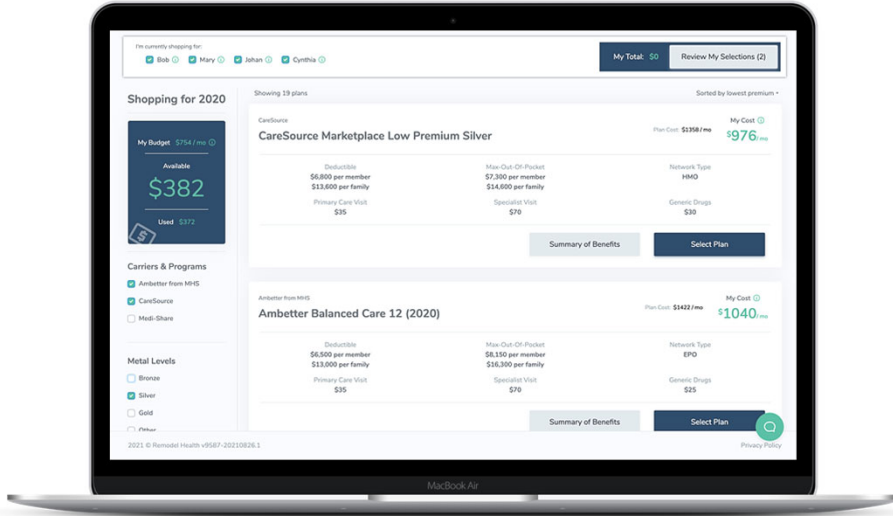 I'm currently shopping for:
Bob Mary Johan Cynthia
My Total: $0 Review My Selections (2)
Shopping for 2020
My Budget $754 / mo
Available
$382
Used $372
Carriers & Programs
Ambetter from MHS
CareSource
Medi-Share
Metal Levels
Bronze
Silver
Gold
Other
Showing 19 plans
Sorted by lowest premium
CareSource
CareSource Marketplace Low Premium Silver
Plan Cost $1358 / mo
My Cost
$976/mo
Deductible
$6,800 per member
$13,600 per family
Max-Out-Of-Pocket
$7,300 per member
$14,600 per family
Network Type
HMO
Primary Care Visit
$35
Specialist Visit
$70
Generic Drugs
$30
Summary of Benefits
Select Plan
Ambetter from MHS
Ambetter Balanced Care 12 (2020)
Plan Cost $1422 / mo
My Cost
$1040/mo
Deductible
$6,500 per member
$13,000 per family
Max-Out-Of-Pocket
$8,150 per member
$16,300 per family
Network Type
EPO
Primary Care Visit
$35
Specialist Visit
$70
Generic Drugs
$25
Summary of Benefits
Select Plan
2021 © Remodel Health v9587-20210826.1
Privacy Policy
MacBook Air